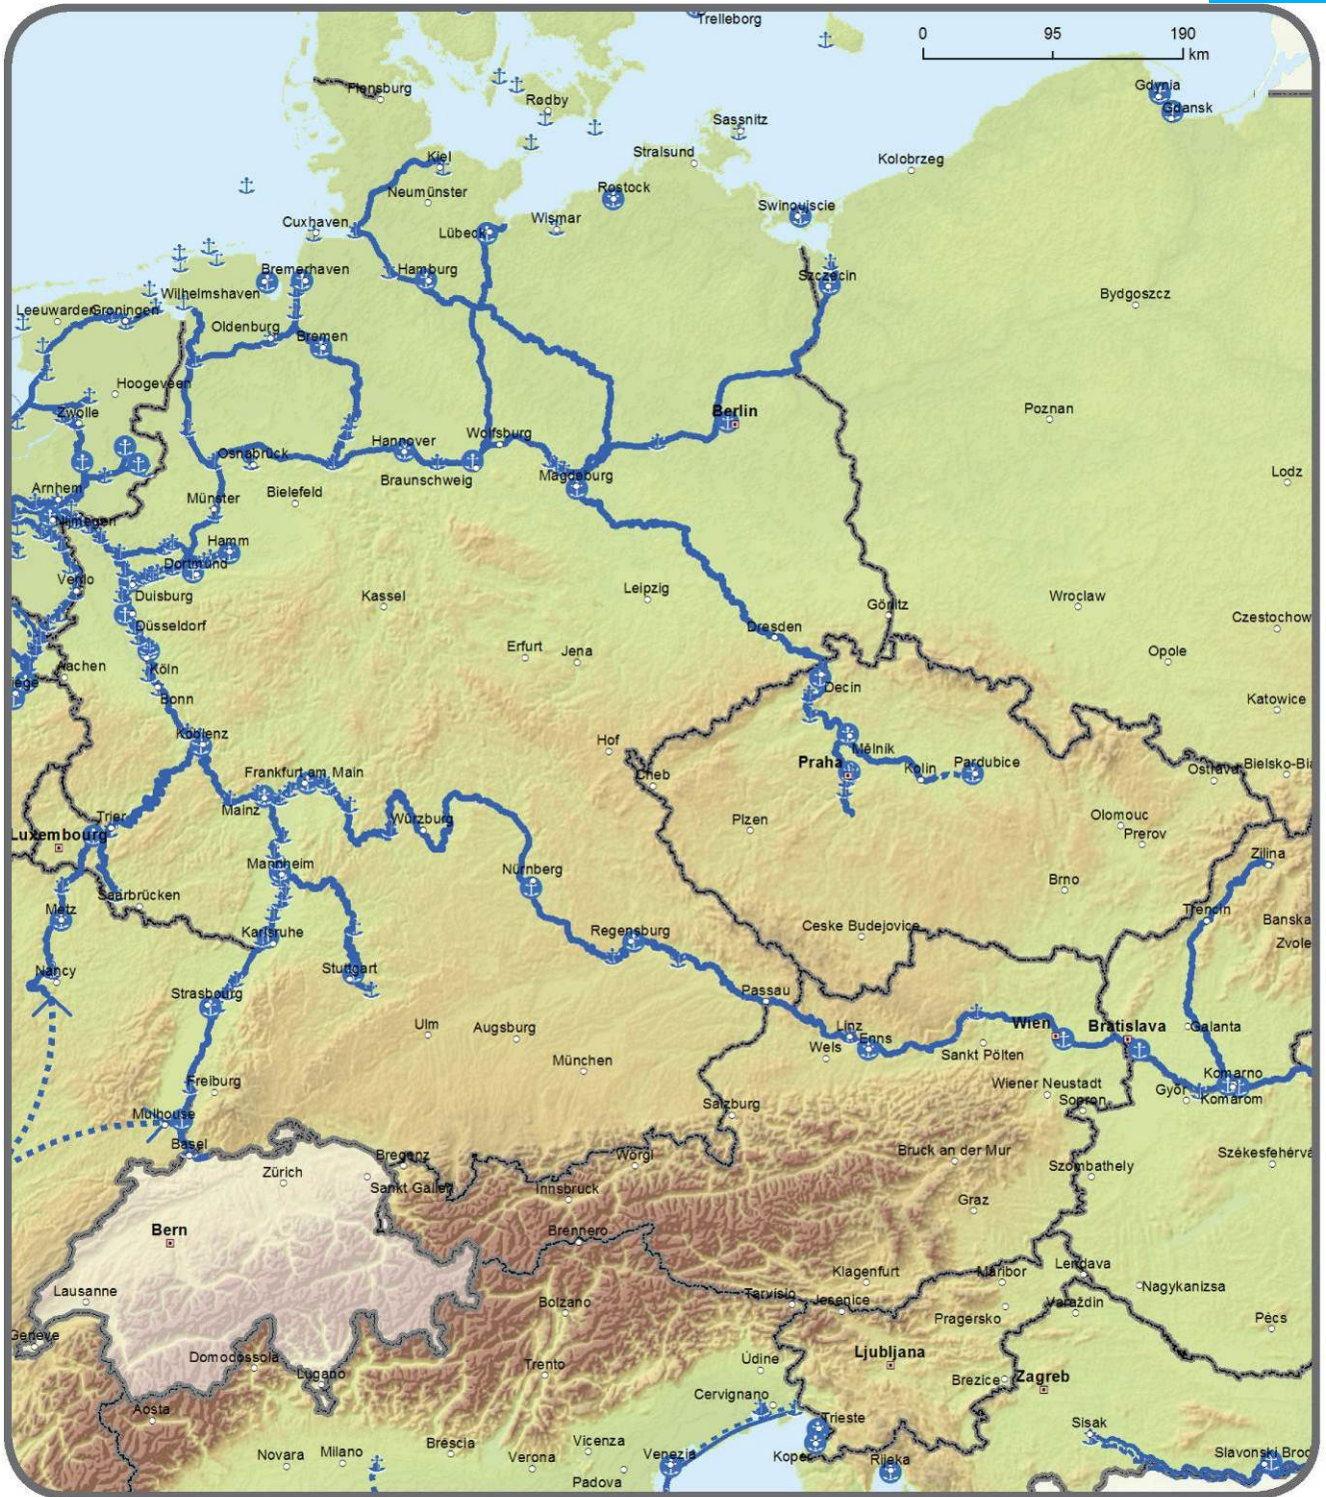 Trelleborg
0 95 190
km
Flensburg
Rødby
Gdynia
Gdansk
Sassnitz
Stralsund
Kolobrzeg
Kiel
Neumünster
Rostock
Swinoujscie
Cuxhaven
Lübeck
Wismar
Bremerhaven
Hamburg
Szczecin
Wilhelmshaven
Bydgoszcz
Leeuwarden
Groningen
Oldenburg
Bremen
Hoogeveen
Zwolle
Berlin
Poznan
Osnabrück
Hannover
Wolfsburg
Braunschweig
Magdeburg
Lodz
Arnhem
Münster
Bielefeld
Nijmegen
Hamm
Dortmund
Venlo
Duisburg
Kassel
Leipzig
Wroclaw
Görlitz
Düsseldorf
Dresden
Czestochow
Erfurt
Jena
Opole
Aachen
Köln
ege
Decin
Bonn
Katowice
Koblenz
Hof
Mělnik
Praha
Kolin
Pardubice
Frankfurt am Main
Cheb
Ostrava
Bielsko-Bia
Mainz
Trier
Würzburg
Plzen
Olomouc
Luxembourg
Prerov
Mannheim
Nürnberg
Zilina
Saarbrücken
Brno
Metz
Trencin
Banska
Karlsruhe
Regensburg
Ceske Budejovice
Zvole
Nancy
Stuttgart
Passau
Strasbourg
Ulm
Augsburg
Linz
Enns
Wels
Wien
Bratislava
Galanta
Sankt Pölten
München
Freiburg
Wiener Neustadt
Sopron
Györ
Komarno
Komarom
Mulhouse
Salzburg
Basel
Bregenz
Wörgl
Bruck an der Mur
Székesfehérvá
Zürich
Sankt Gallen
Szombathely
Innsbruck
Graz
Bern
Brennero
Klagenfurt
Maribor
Lendava
Nagykanizsa
Lausanne
Bolzano
Tarvisio
Jesenice
Varaždin
Pragersko
Pécs
Genève
Domodossola
Lugano
Trento
Údine
Ljubljana
Brezice
Zagreb
Aosta
Cervignano
Trieste
Sisak
Novara
Milano
Bréscia
Verona
Vicenza
Padova
Venezia
Koper
Rijeka
Slavonski Brod